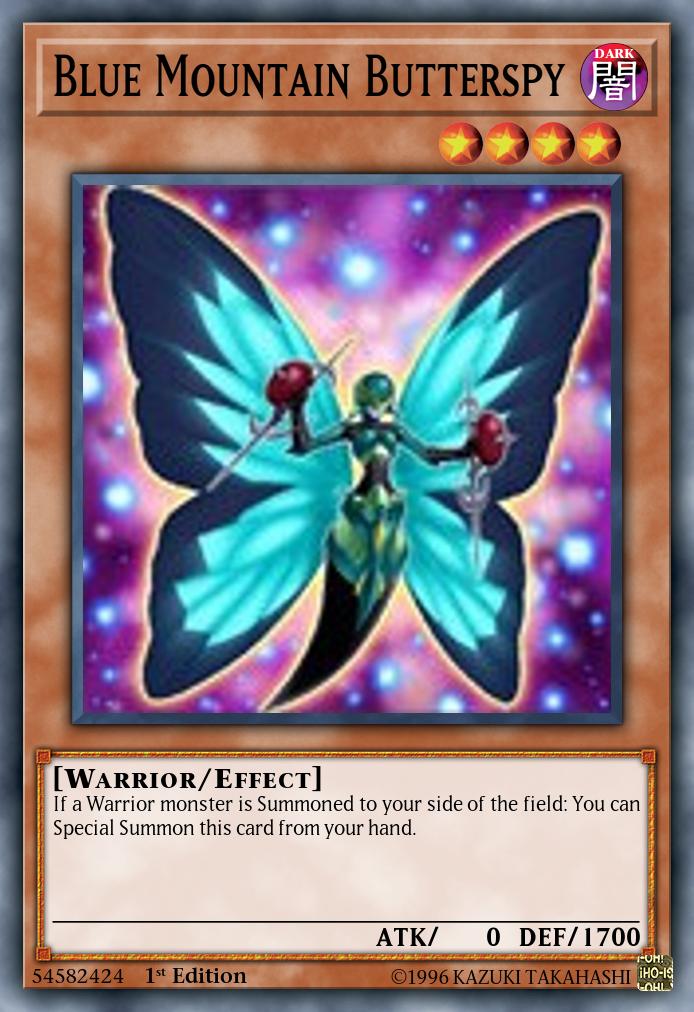 BLUE MOUNTAIN BUTTERSPY
DARK
闇
[WARRIOR/EFFECT]
If a Warrior monster is Summoned to your side of the field: You can
Special Summon this card from your hand.
ATK/ 0 DEF/1700
54582424 1st Edition ©1996 KAZUKI TAKAHASHI